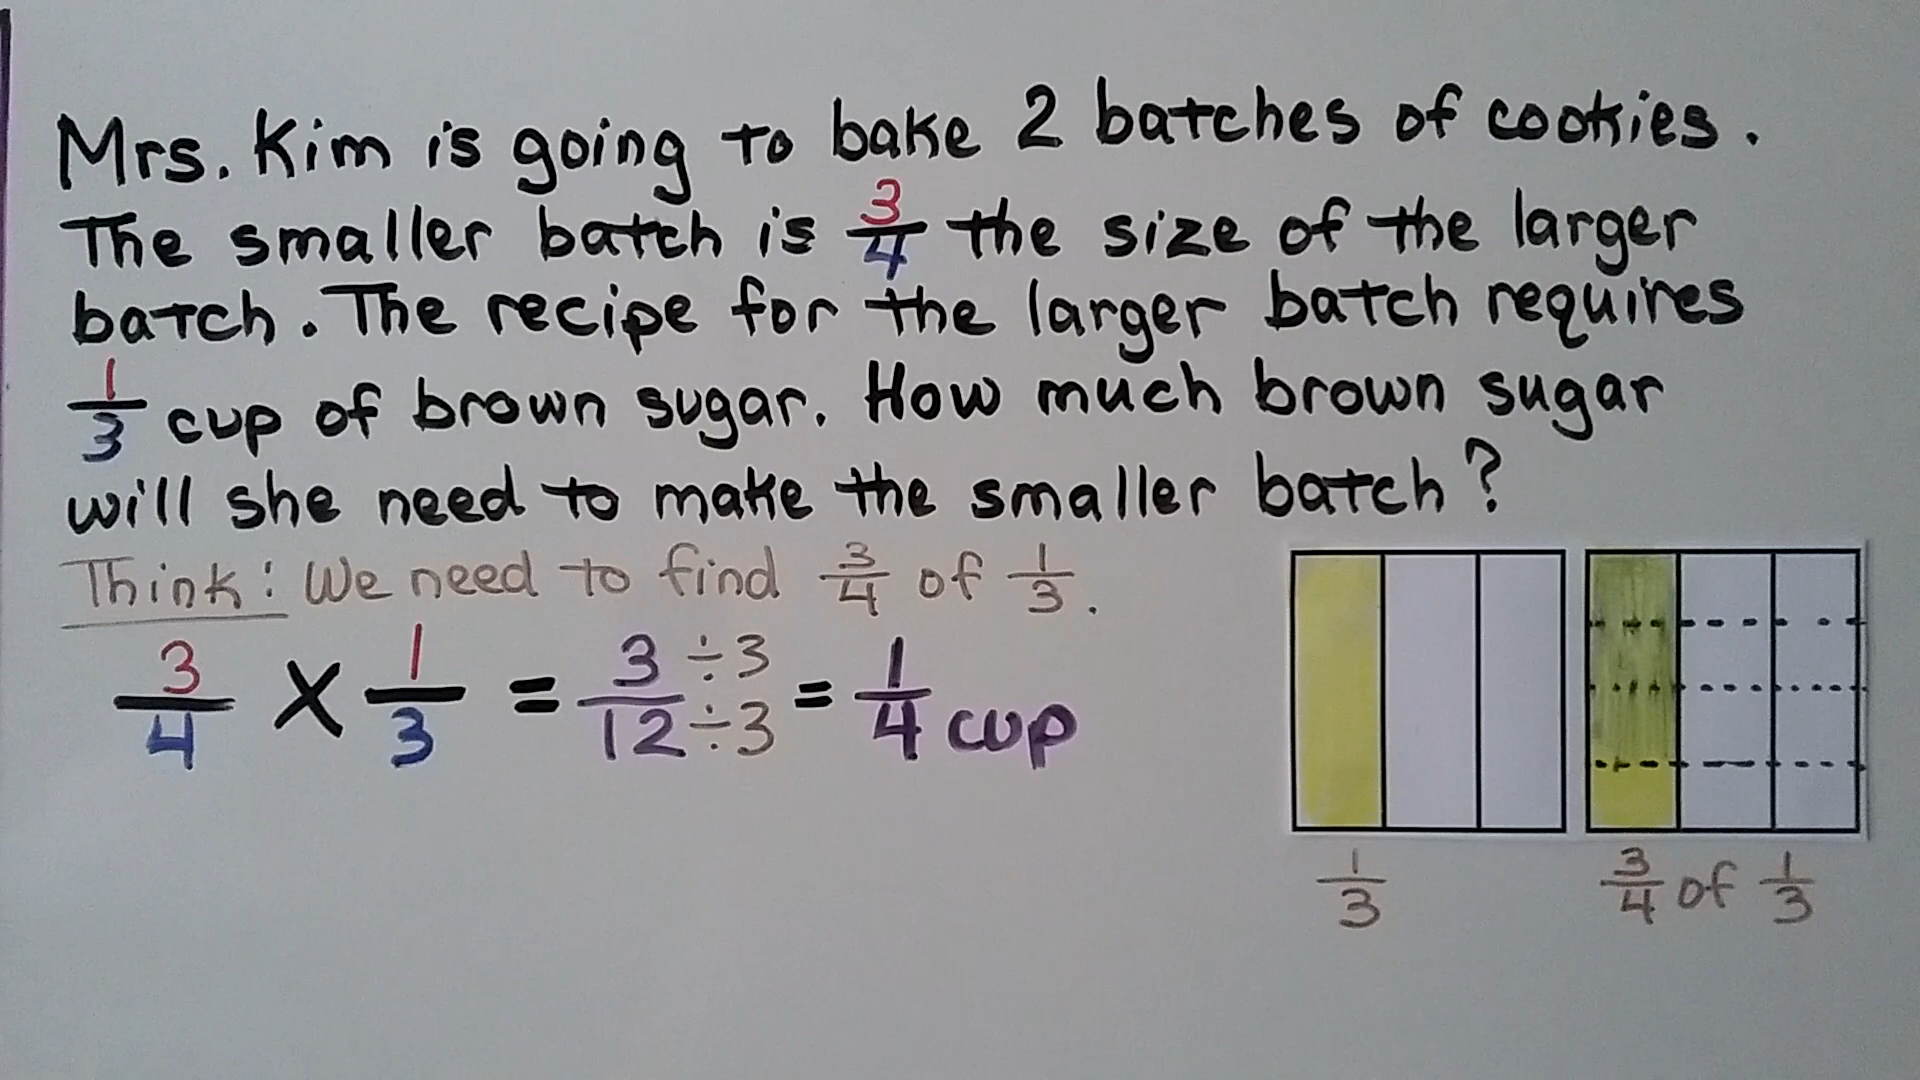 Mrs. Kim is going to bake 2 batches of cookies.
The smaller batch is 3/4 the size of the larger
batch. The recipe for the larger batch requires
1/3 cup of brown sugar. How much brown sugar
will she need to make the smaller batch?
Think: We need to find 3/4 of 1/3.
3/4 X 1/3 = 3÷3/12÷3 = 1/4 cup
1/3
3/4 of 1/3